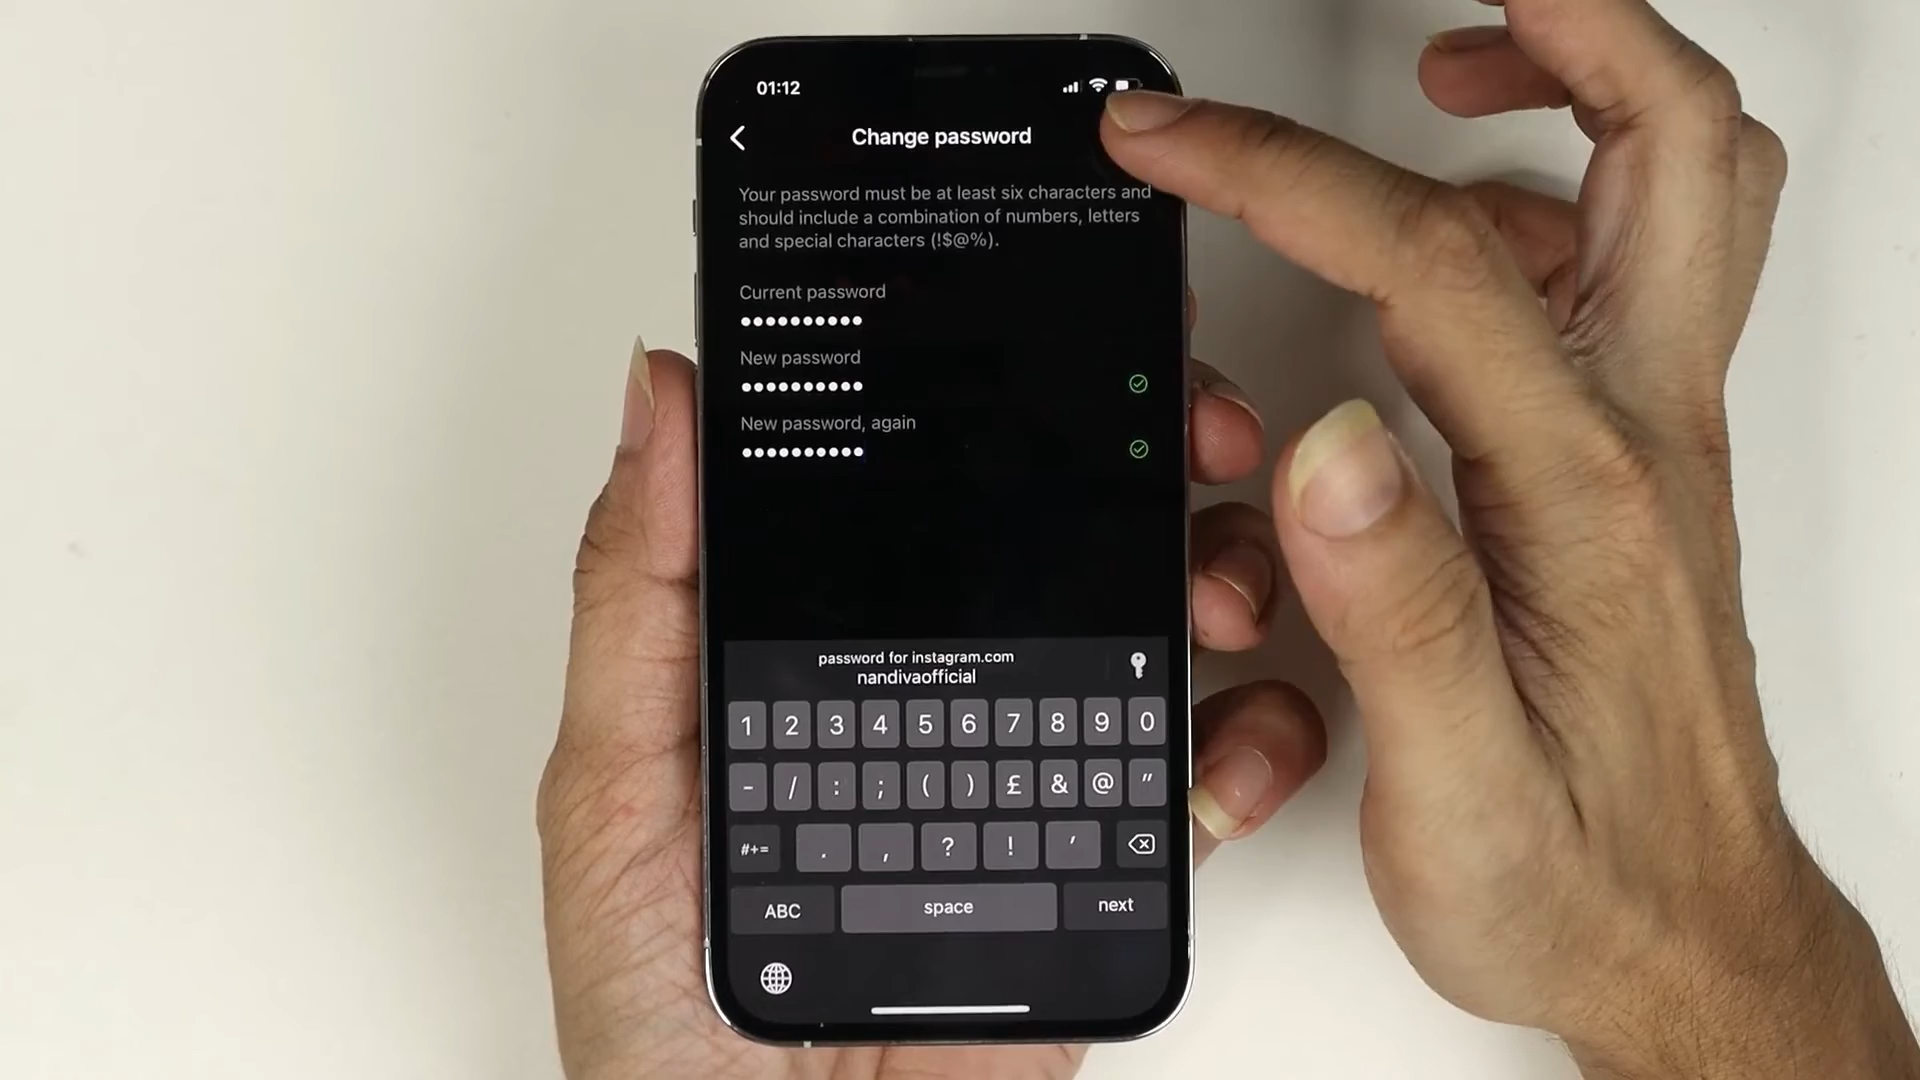 01:12
Change password
Your password must be at least six characters and
should include a combination of numbers, letters
and special characters (!$@%).
Current password
●●●●●●●●●●
New password
●●●●●●●●●●
New password, again
●●●●●●●●●●
password for instagram.com
nandivaofficial
1 2 3 4 5 6 7 8 9 0
- / : ; ( ) £ & @ "
#+= . , ? ! '
ABC space next